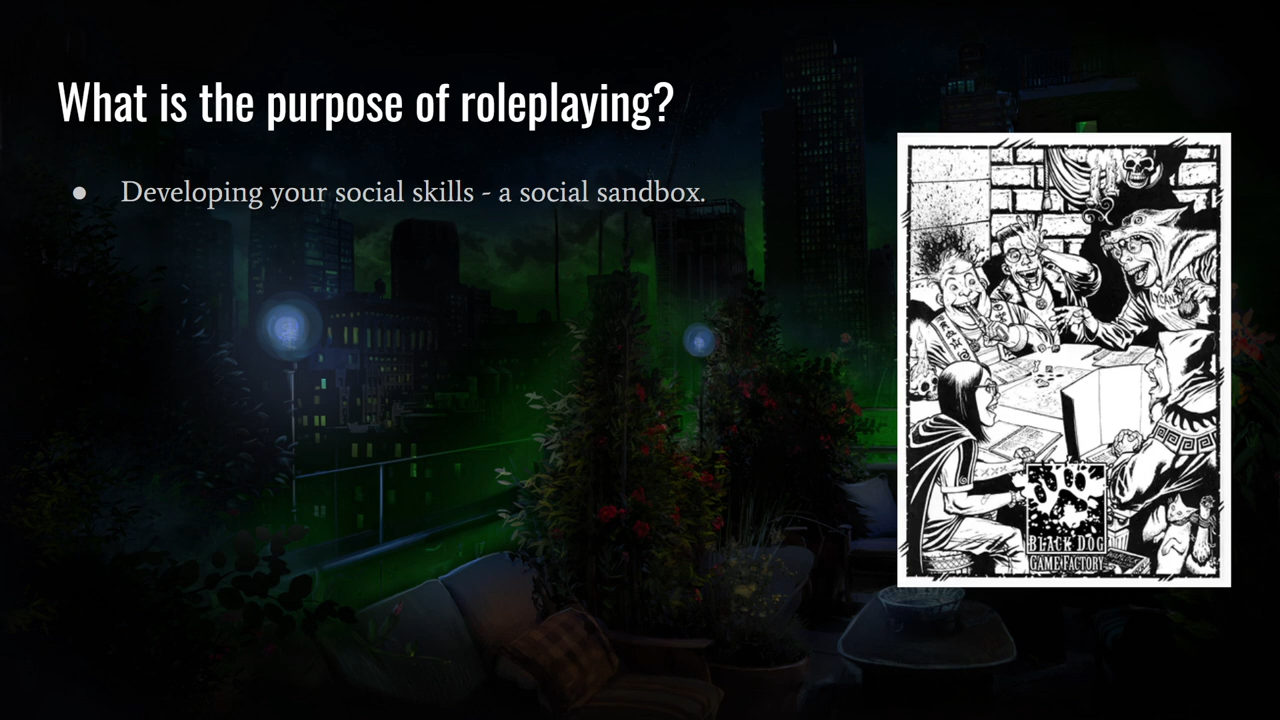 What is the purpose of roleplaying?
● Developing your social skills - a social sandbox.
BLACK DOG
GAME FACTORY